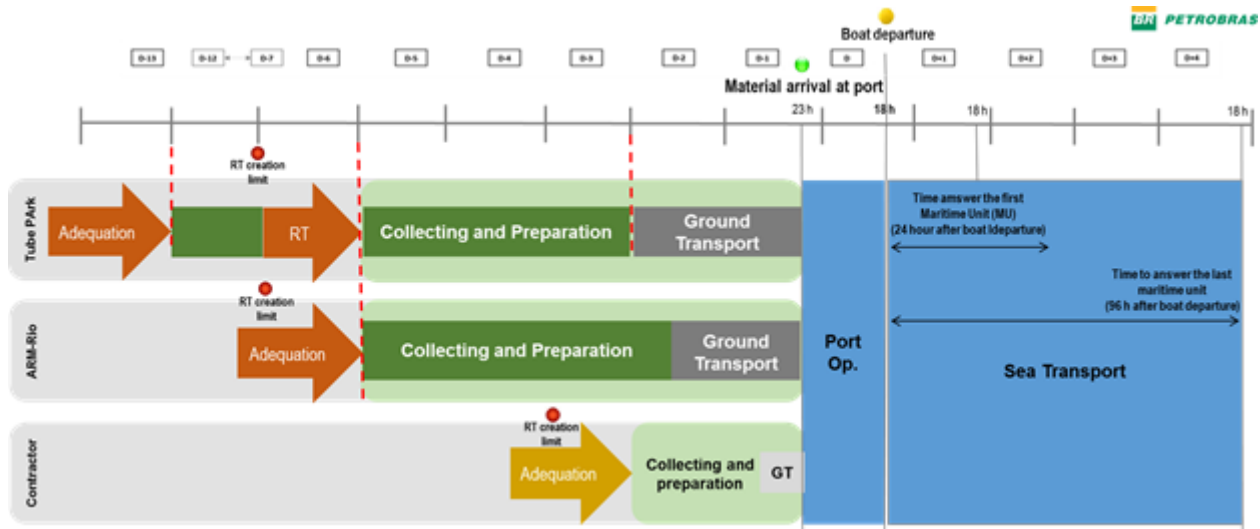 BR PETROBRAS
Boat departure
D-13
D-12
D-7
D-6
D-5
D-4
D-3
D-2
D-1
D
D+1
D+2
D+3
D+4
Material arrival at port
23 h
18 h
18 h
18 h
RT creation
limit
Tube PArk
Adequation
RT
Collecting and Preparation
Ground
Transport
Time amswer the first
Maritime Unit (MU)
(24 hour after boat ldeparture)
Time to answer the last
maritime unit
(96 h after boat departure)
RT creation
limit
ARM-Rio
Adequation
Collecting and Preparation
Ground
Transport
Port
Op.
Sea Transport
RT creation
limit
Contractor
Adequation
Collecting and
preparation
GT